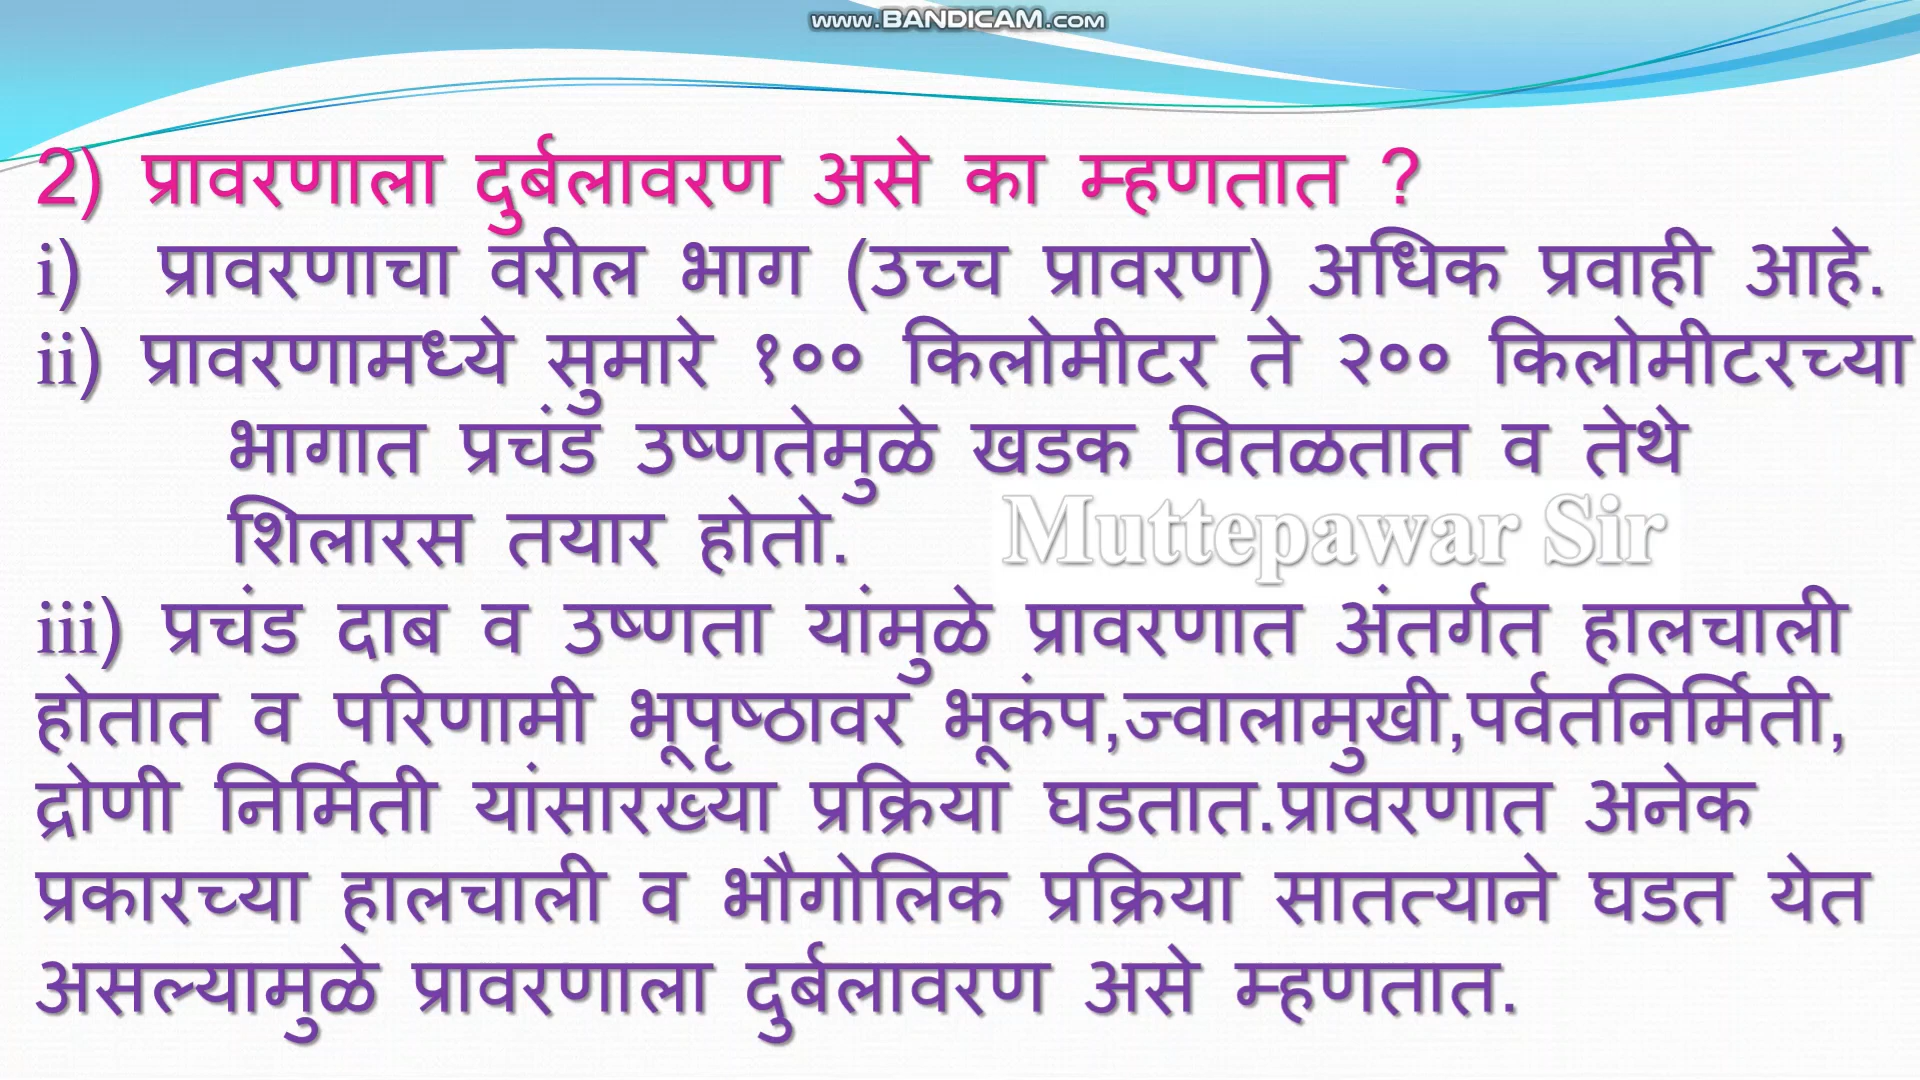 www.BANDICAM.com
2) प्रावरणाला दुर्बलावरण असे का म्हणतात ?
i) प्रावरणाचा वरील भाग (उच्च प्रावरण) अधिक प्रवाही आहे.
ii) प्रावरणामध्ये सुमारे १०० किलोमीटर ते २०० किलोमीटरच्या
भागात प्रचंड उष्णतेमुळे खडक वितळतात व तेथे
शिलारस तयार होतो.
Muttepawar Sir
iii) प्रचंड दाब व उष्णता यांमुळे प्रावरणात अंतर्गत हालचाली
होतात व परिणामी भूपृष्ठावर भूकंप,ज्वालामुखी,पर्वतनिर्मिती,
द्रोणी निर्मिती यांसारख्या प्रक्रिया घडतात.प्रावरणात अनेक
प्रकारच्या हालचाली व भौगोलिक प्रक्रिया सातत्याने घडत येत
असल्यामुळे प्रावरणाला दुर्बलावरण असे म्हणतात.